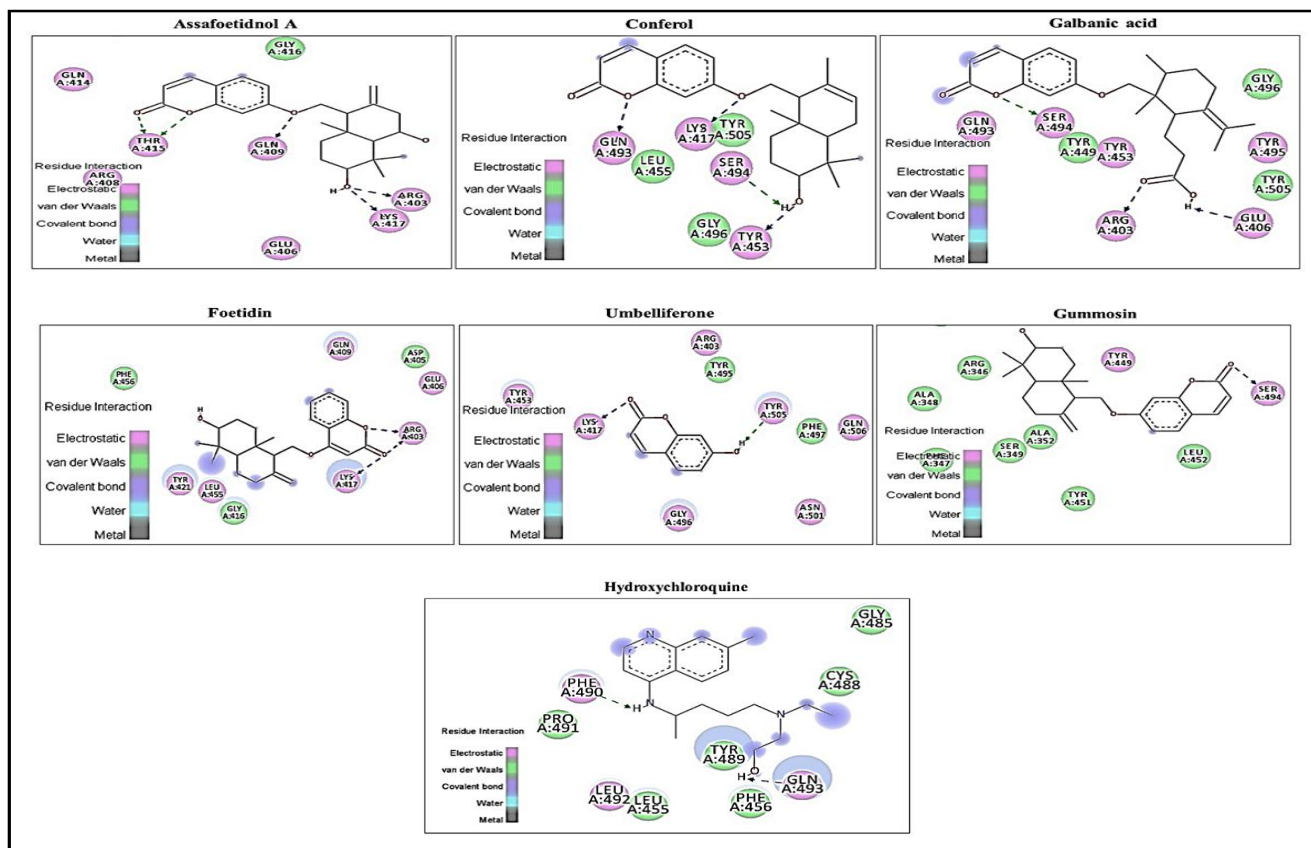 Assafoetidnol A
GLY
A:416
GLN
A:414
O
O
O
THR
A:415
GLN
A:409
Residue Interaction
ARG
A:408
Electrostatic
van der Waals
Covalent bond
Water
Metal
H
O
ARG
A:403
LYS
A:417
GLU
A:406
Conferol
O
O
O
GLN
A:493
LYS
A:417
TYR
A:505
LEU
A:455
SER
A:494
Residue Interaction
Electrostatic
van der Waals
Covalent bond
Water
Metal
H
O
GLY
A:496
TYR
A:453
Galbanic acid
O
O
O
GLY
A:496
GLN
A:493
SER
A:494
TYR
A:449
TYR
A:453
TYR
A:495
TYR
A:505
Residue Interaction
Electrostatic
van der Waals
Covalent bond
Water
Metal
O
O
H
ARG
A:403
GLU
A:406
Foetidin
GLN
A:409
ASP
A:405
PHE
A:456
GLU
A:406
Residue Interaction
Electrostatic
van der Waals
Covalent bond
Water
Metal
H
O
O
O
O
ARG
A:403
TYR
A:421
LEU
A:455
LYS
A:417
GLY
A:416
Umbelliferone
ARG
A:403
TYR
A:495
TYR
A:453
Residue Interaction
Electrostatic
van der Waals
Covalent bond
Water
Metal
LYS
A:417
O
O
H
O
TYR
A:505
PHE
A:497
GLN
A:506
GLY
A:496
ASN
A:501
Gummosin
O
ARG
A:346
TYR
A:449
O
SER
A:494
ALA
A:348
O
O
Residue Interaction
ALA
A:352
SER
A:349
LEU
A:452
PHE
A:347
Electrostatic
van der Waals
Covalent bond
Water
Metal
TYR
A:451
Hydroxychloroquine
GLY
A:485
N
CYS
A:488
PHE
A:490
H
N
N
PRO
A:491
Residue Interaction
Electrostatic
van der Waals
Covalent bond
Water
Metal
TYR
A:489
O
H
GLN
A:493
LEU
A:492
LEU
A:455
PHE
A:456